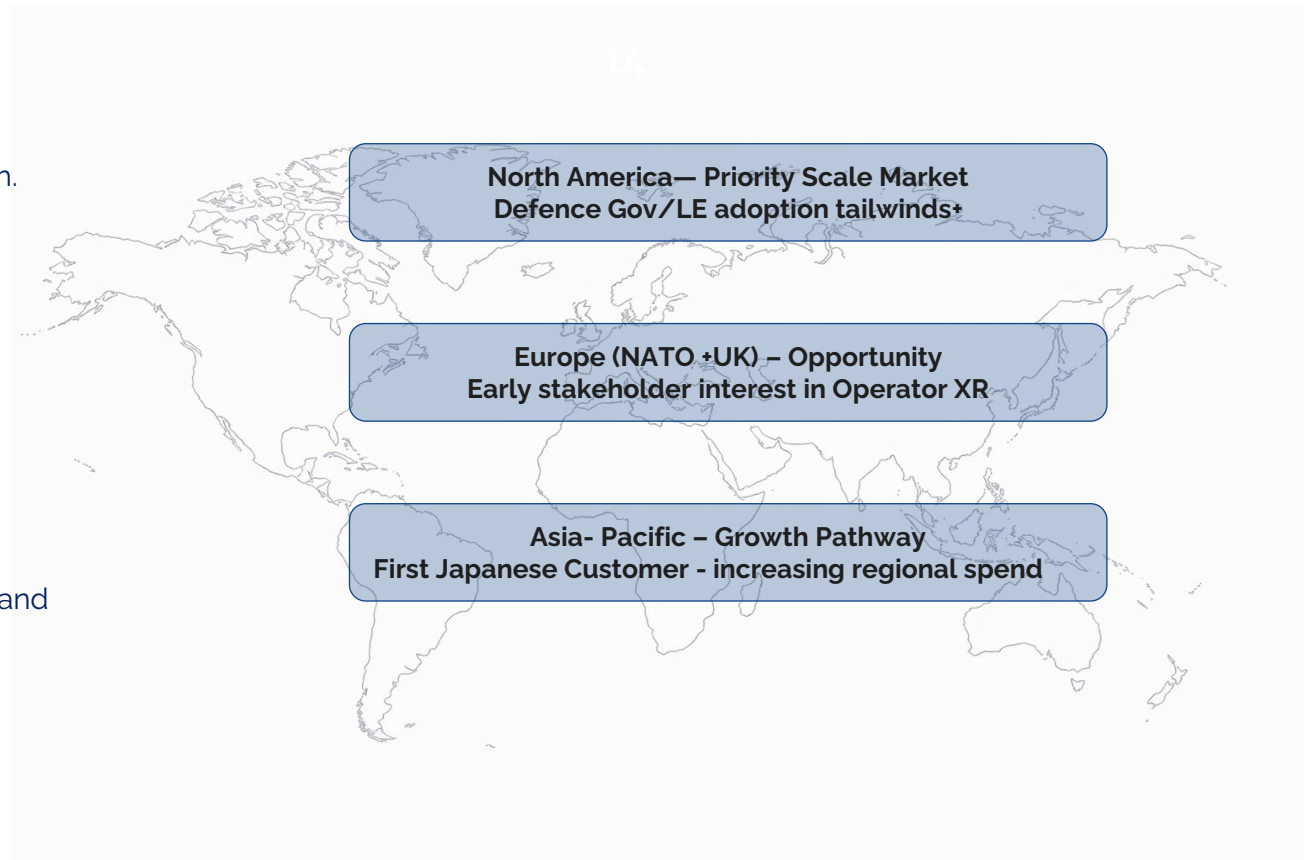 14
n.
North America— Priority Scale Market
Defence Gov/LE adoption tailwinds+
Europe (NATO +UK) – Opportunity
Early stakeholder interest in Operator XR
Asia- Pacific – Growth Pathway
First Japanese Customer - increasing regional spend
and